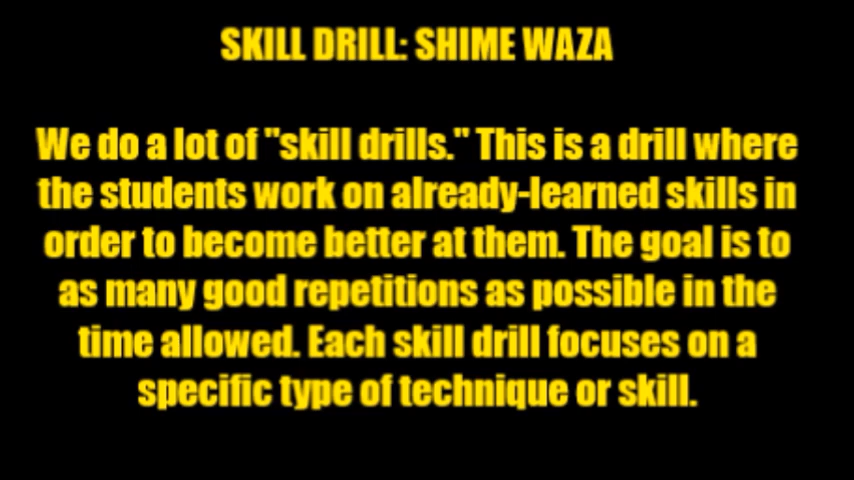 SKILL DRILL: SHIME WAZA
We do a lot of "skill drills." This is a drill where
the students work on already-learned skills in
order to become better at them. The goal is to
as many good repetitions as possible in the
time allowed. Each skill drill focuses on a
specific type of technique or skill.